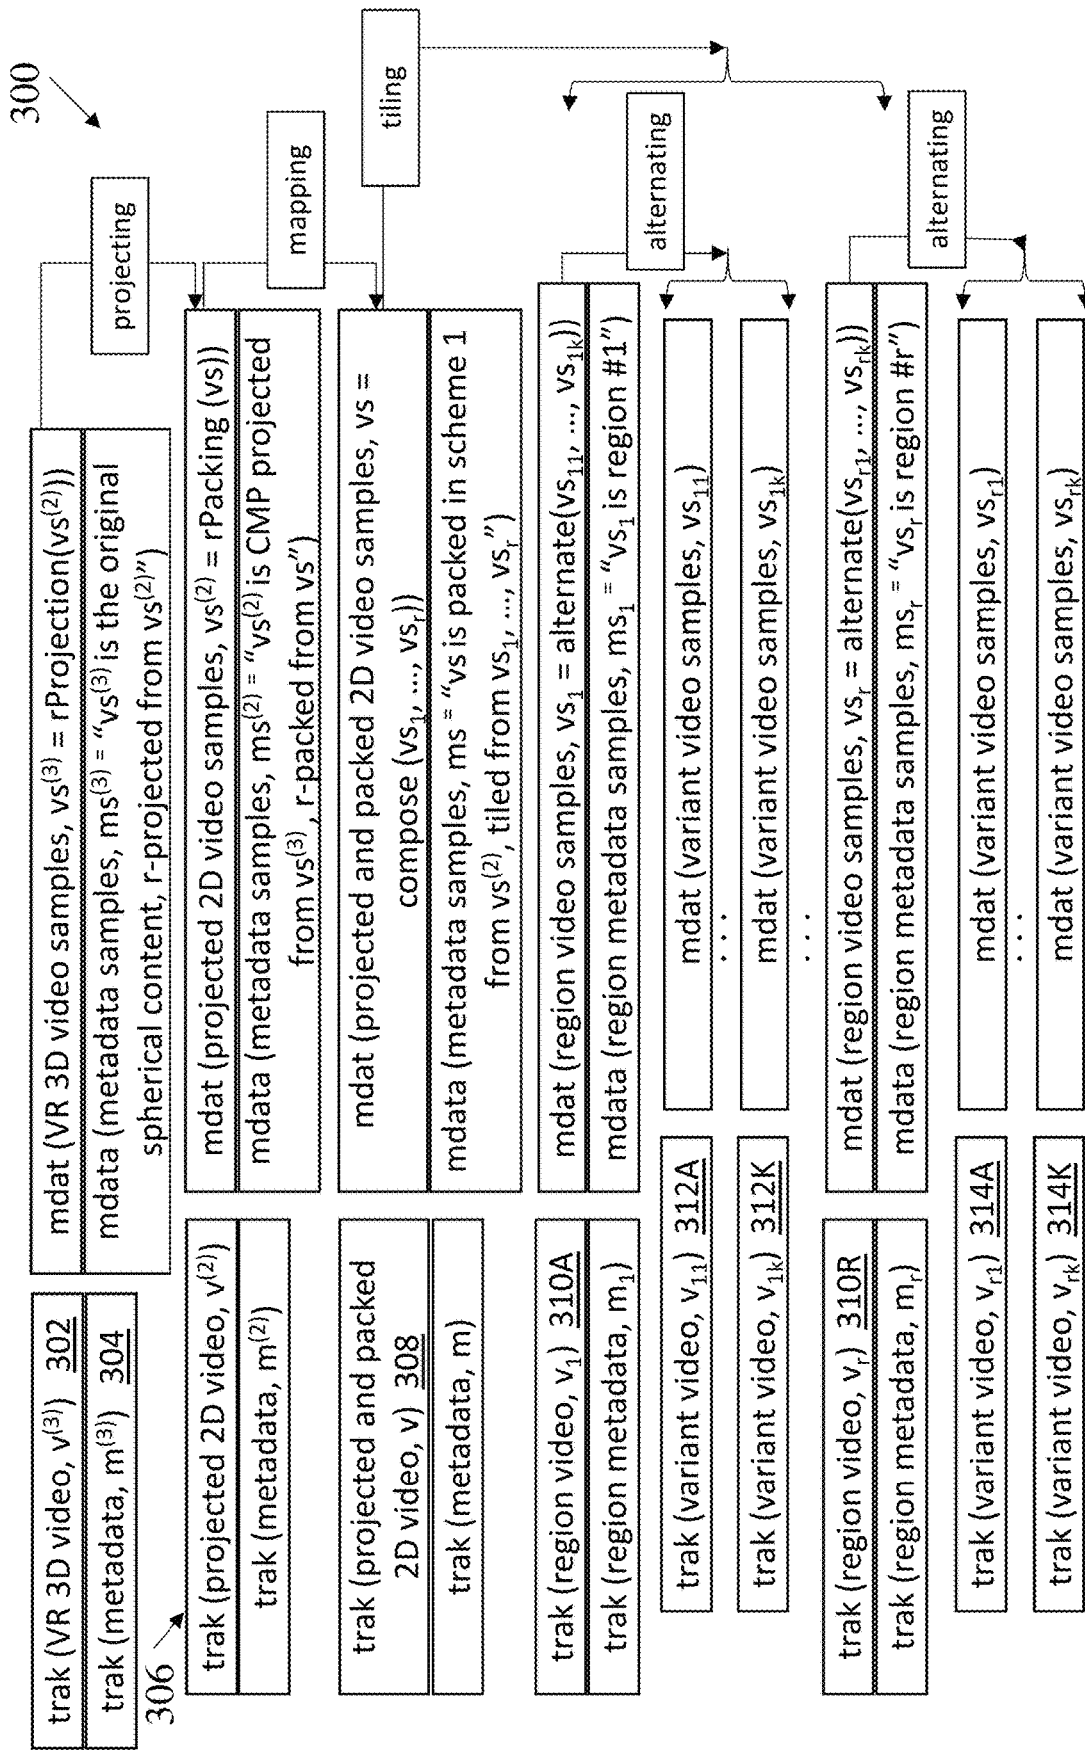 300
trak (VR 3D video, v(3)) 302
trak (metadata, m(3)) 304
mdat (VR 3D video samples, vs(3) = rProjection(vs(2)))
mdata (metadata samples, ms(3) = “vs(3) is the original
spherical content, r-projected from vs(2)”)
projecting
306
trak (projected 2D video, v(2))
trak (metadata, m(2))
mdat (projected 2D video samples, vs(2) = rPacking (vs))
mdata (metadata samples, ms(2) = “vs(2) is CMP projected
from vs(3) , r-packed from vs”)
mapping
trak (projected and packed
2D video, v) 308
trak (metadata, m)
mdat (projected and packed 2D video samples, vs =
compose (vs1, ..., vsr))
mdata (metadata samples, ms = “vs is packed in scheme 1
from vs(2), tiled from vs1, ..., vsr”)
tiling
trak (region video, v1) 310A
trak (region metadata, m1)
mdat (region video samples, vs1 = alternate(vs11, ..., vs1k))
mdata (region metadata samples, ms1 = “vs1 is region #1”)
alternating
trak (variant video, v11) 312A
mdat (variant video samples, vs11)
...
trak (variant video, v1k) 312K
mdat (variant video samples, vs1k)
...
trak (region video, vr) 310R
trak (region metadata, mr)
mdat (region video samples, vsr = alternate(vsr1, ..., vsrk))
mdata (region metadata samples, msr = “vsr is region #r”)
alternating
trak (variant video, vr1) 314A
mdat (variant video samples, vsr1)
...
trak (variant video, vrk) 314K
mdat (variant video samples, vsrk)